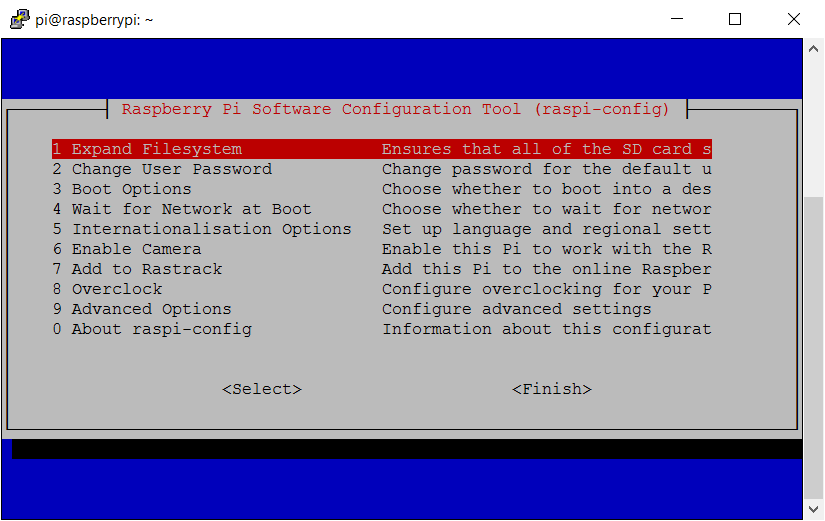 pi@raspberrypi: ~
Raspberry Pi Software Configuration Tool (raspi-config)
1 Expand Filesystem Ensures that all of the SD card s
2 Change User Password Change password for the default u
3 Boot Options Choose whether to boot into a des
4 Wait for Network at Boot Choose whether to wait for networ
5 Internationalisation Options Set up language and regional sett
6 Enable Camera Enable this Pi to work with the R
7 Add to Rastrack Add this Pi to the online Raspber
8 Overclock Configure overclocking for your P
9 Advanced Options Configure advanced settings
0 About raspi-config Information about this configurat
<Select> <Finish>